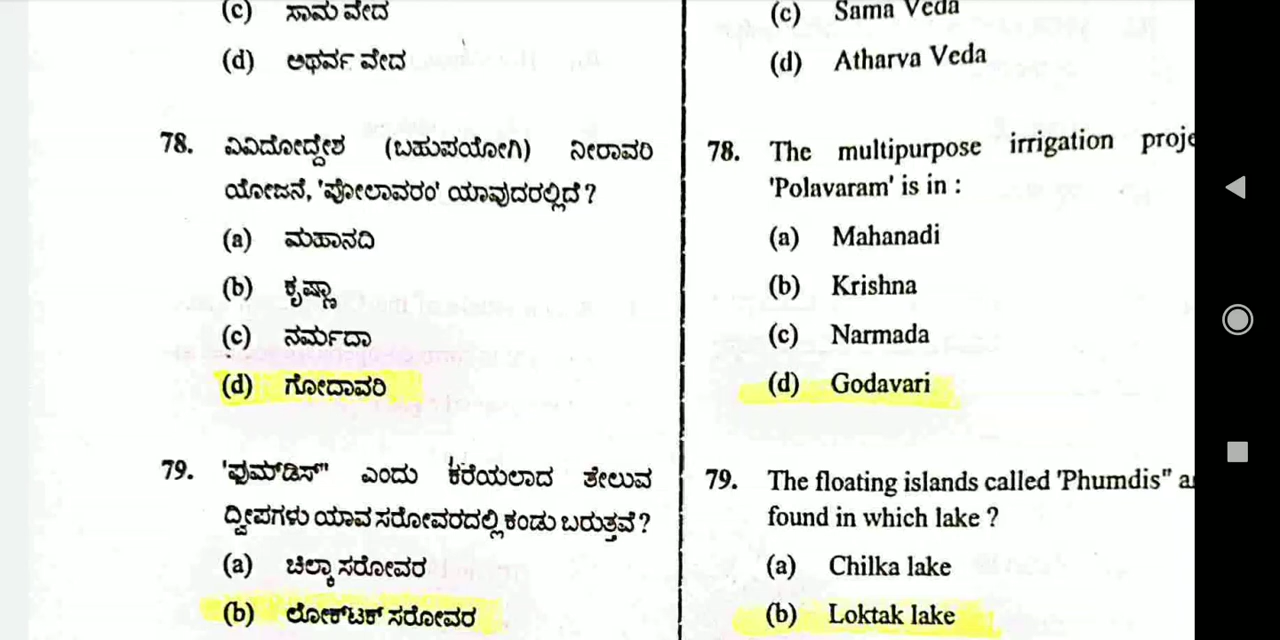 (c) ಸಾಮ ವೇದ
(d) ಅಥರ್ವ ವೇದ
78. ವಿವಿದೋದ್ದೇಶ (ಬಹುಪಯೋಗಿ) ನೀರಾವರಿ
ಯೋಜನೆ, 'ಪೋಲಾವರಂ' ಯಾವುದರಲ್ಲಿದೆ ?
(a) ಮಹಾನದಿ
(b) ಕೃಷ್ಣಾ
(c) ನರ್ಮದಾ
(d) ಗೋದಾವರಿ
79. 'ಫುಮ್‌ಡಿಸ್" ಎಂದು ಕರೆಯಲಾದ ತೇಲುವ
ದ್ವೀಪಗಳು ಯಾವ ಸರೋವರದಲ್ಲಿ ಕಂಡು ಬರುತ್ತವೆ ?
(a) ಚಿಲ್ಕಾ ಸರೋವರ
(b) ಲೋಕ್‌ಟಕ್ ಸರೋವರ
(c) Sama Veda
(d) Atharva Veda
78. The multipurpose irrigation proje
'Polavaram' is in :
(a) Mahanadi
(b) Krishna
(c) Narmada
(d) Godavari
79. The floating islands called 'Phumdis" a
found in which lake ?
(a) Chilka lake
(b) Loktak lake